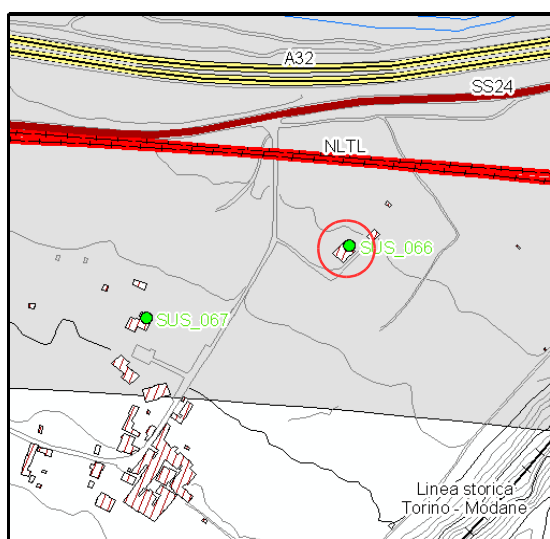 A32
SS24
NLTL
SUS_066
SUS_067
Linea storica
Torino - Modane